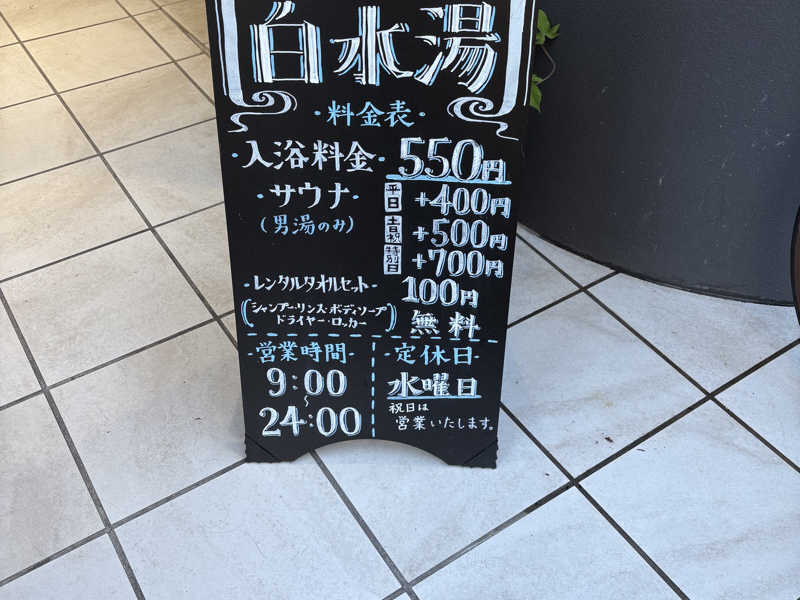 白水湯
・料金表・
・入浴料金・ 550円
・サウナ・ 平日 +400円
(男湯のみ) 土日祝 +500円
特別日 +700円
・レンタルタオルセット・ 100円
(シャンプー・リンス・ボディソープ
ドライヤー・ロッカー) 無料
・営業時間・
9:00
~
24:00
・定休日・
水曜日
祝日は
営業いたします。